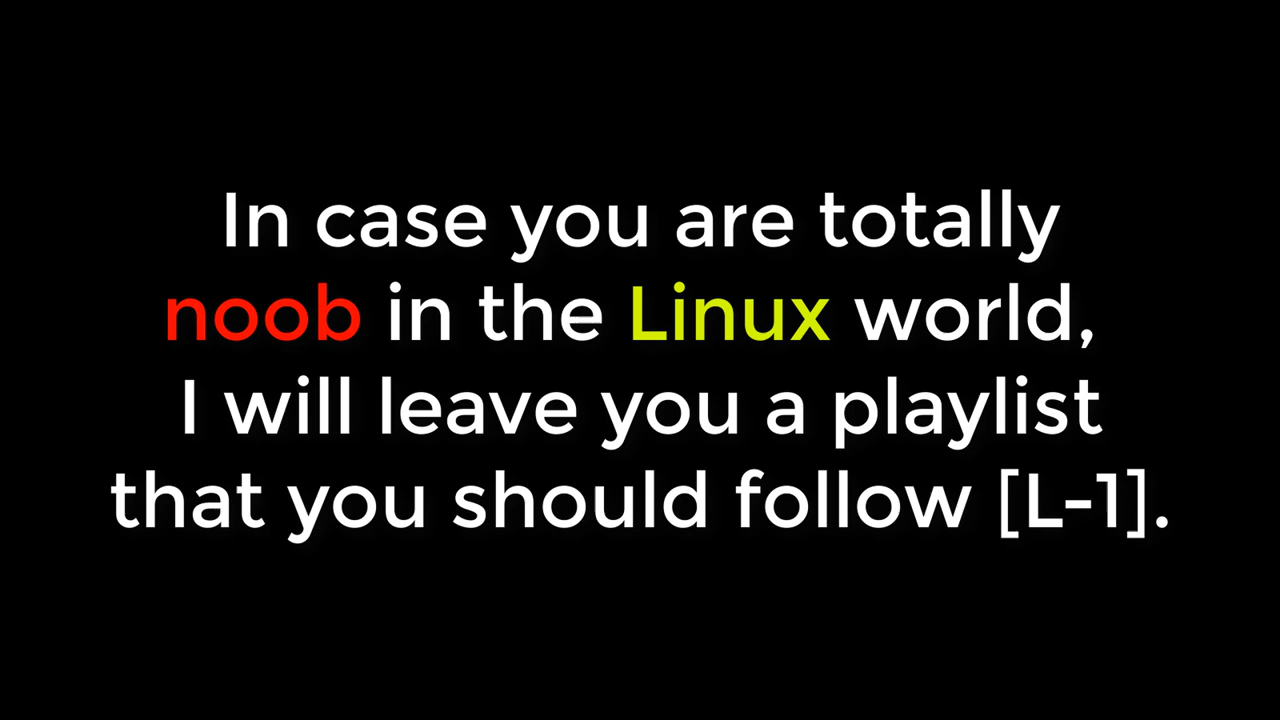 In case you are totally
noob in the Linux world,
I will leave you a playlist
that you should follow [L-1].